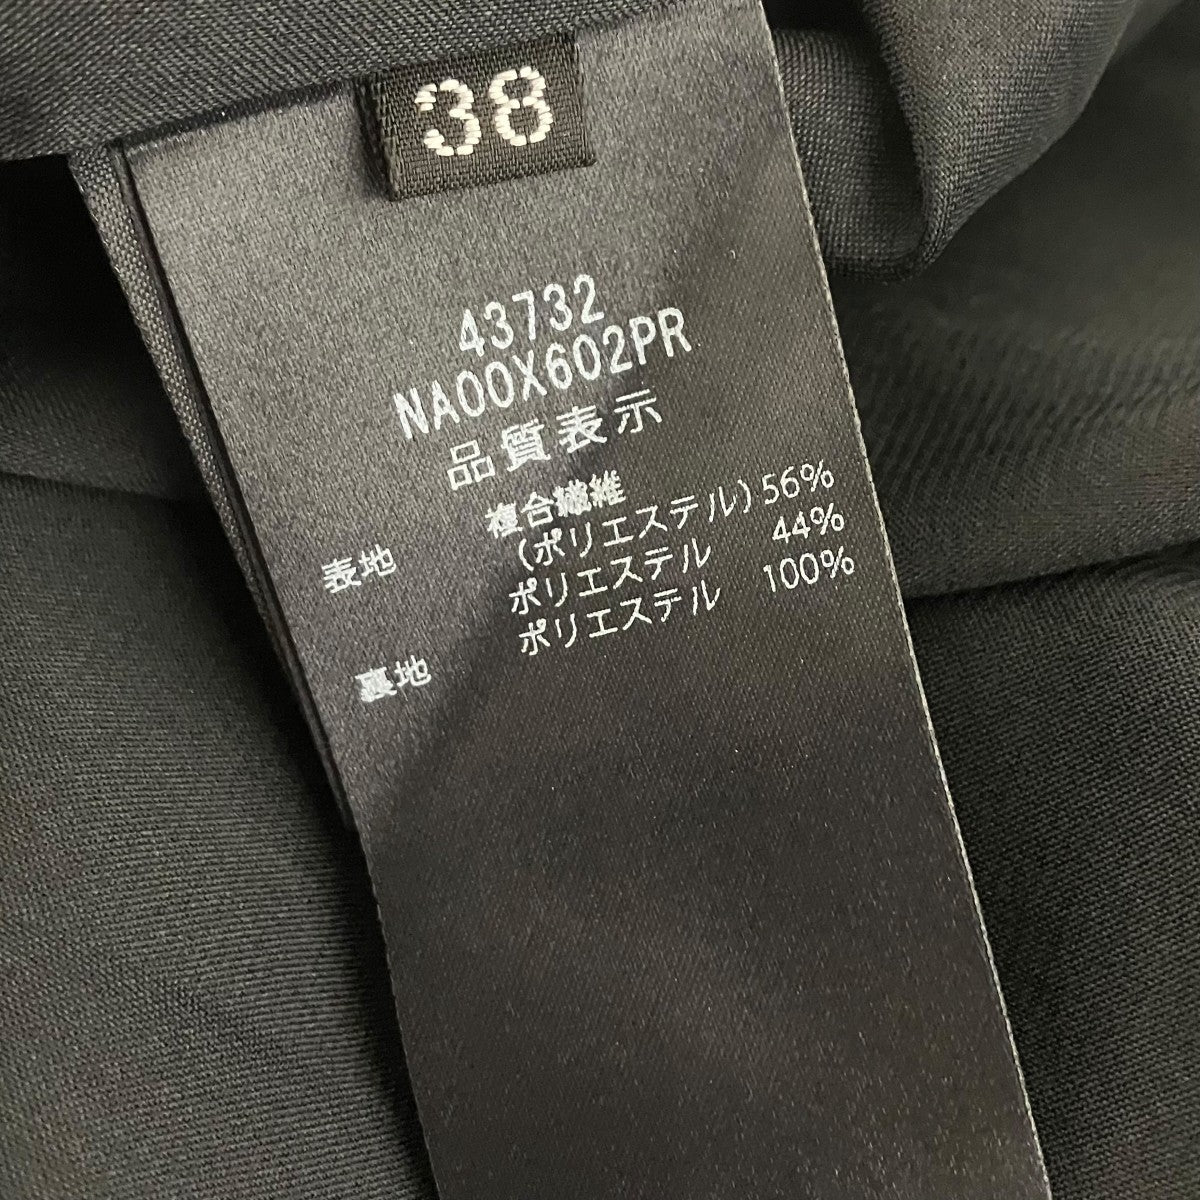 38
43732
NA00X602PR
品質表示
表地 複合繊維
(ポリエステル) 56%
ポリエステル 44%
裏地 ポリエステル 100%